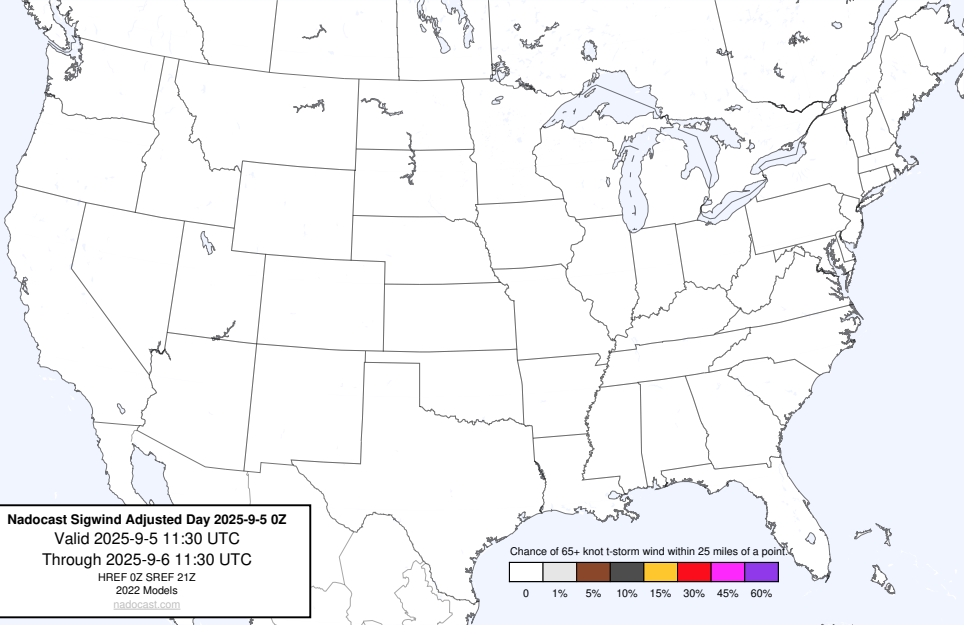 Nadocast Sigwind Adjusted Day 2025-9-5 0Z
Valid 2025-9-5 11:30 UTC
Through 2025-9-6 11:30 UTC
HREF 0Z SREF 21Z
2022 Models
nadocast.com
Chance of 65+ knot t-storm wind within 25 miles of a point.
0 1% 5% 10% 15% 30% 45% 60%